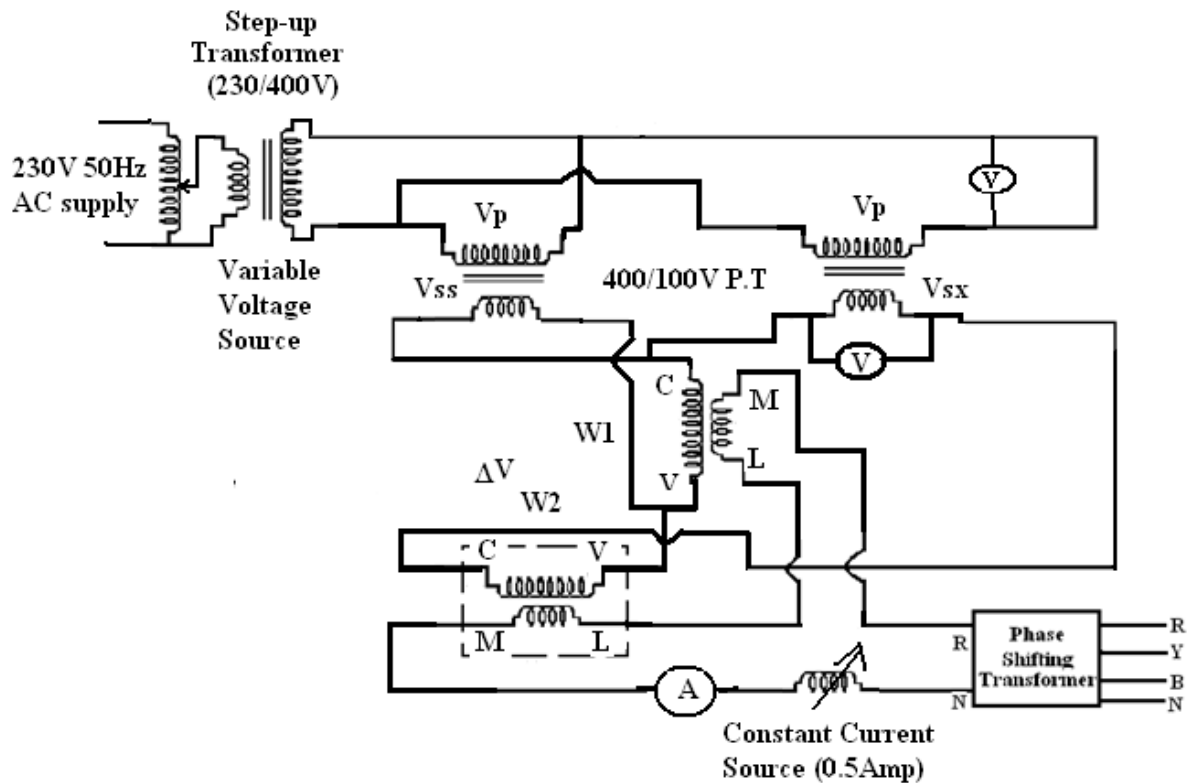 Step-up
Transformer
(230/400V)
230V 50Hz
AC supply
Variable
Voltage
Source
Vp
Vp
V
Vss
400/100V P.T
Vsx
V
C
M
W1
L
V
ΔV
W2
C
V
M
L
A
R
N
Phase
Shifting
Transformer
R
Y
B
N
Constant Current
Source (0.5Amp)